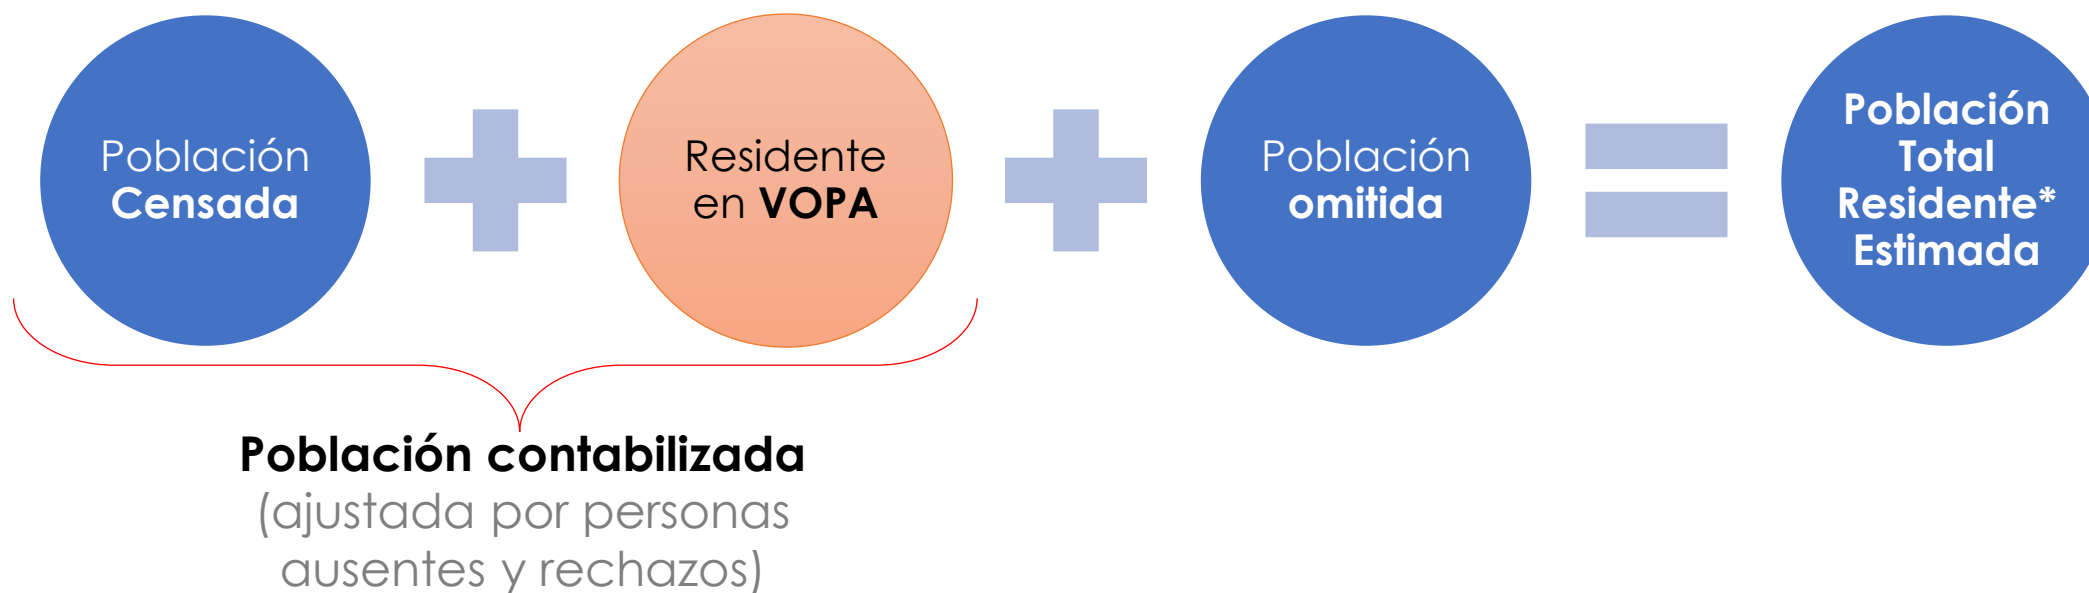 Población
Censada
Residente
en VOPA
Población
omitida
Población
Total
Residente*
Estimada
Población contabilizada
(ajustada por personas
ausentes y rechazos)